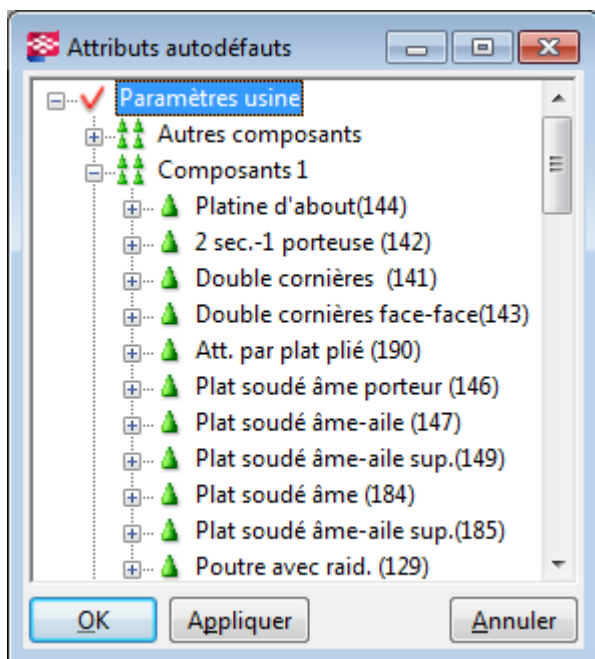 Attributs autodéfauts
Paramètres usine
Autres composants
Composants 1
Platine d'about(144)
2 sec.-1 porteuse (142)
Double cornières (141)
Double cornières face-face(143)
Att. par plat plié (190)
Plat soudé âme porteur (146)
Plat soudé âme-aile (147)
Plat soudé âme-aile sup.(149)
Plat soudé âme (184)
Plat soudé âme-aile sup.(185)
Poutre avec raid. (129)
OK Appliquer Annuler